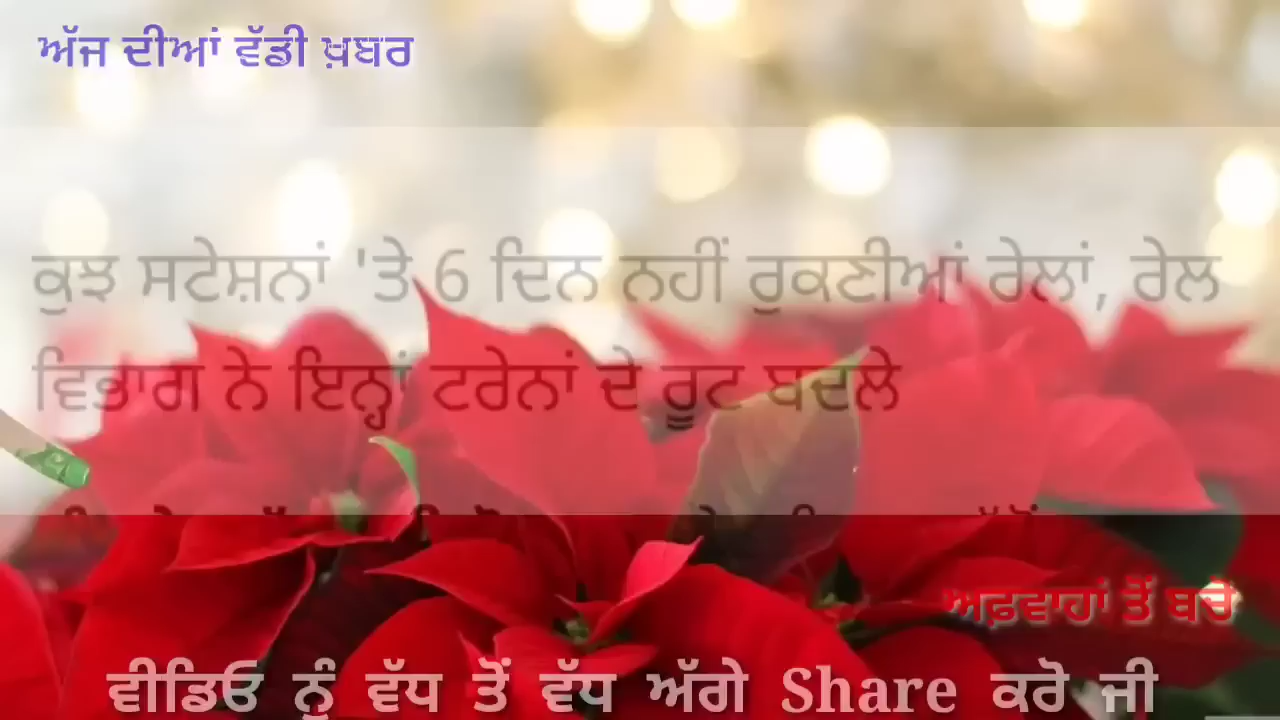 ਅੱਜ ਦੀਆਂ ਵੱਡੀ ਖ਼ਬਰ
ਕੁਝ ਸਟੇਸ਼ਨਾਂ 'ਤੇ 6 ਦਿਨ ਨਹੀਂ ਰੁਕਣੀਆਂ ਰੇਲਾਂ, ਰੇਲ
ਵਿਭਾਗ ਨੇ ਇਨ੍ਹਾਂ ਟਰੇਨਾਂ ਦੇ ਰੂਟ ਬਦਲੇ
ਅਫ਼ਵਾਹਾਂ ਤੋਂ ਬਚੋ
ਵੀਡਿਓ ਨੂੰ ਵੱਧ ਤੋਂ ਵੱਧ ਅੱਗੇ Share ਕਰੋ ਜੀ